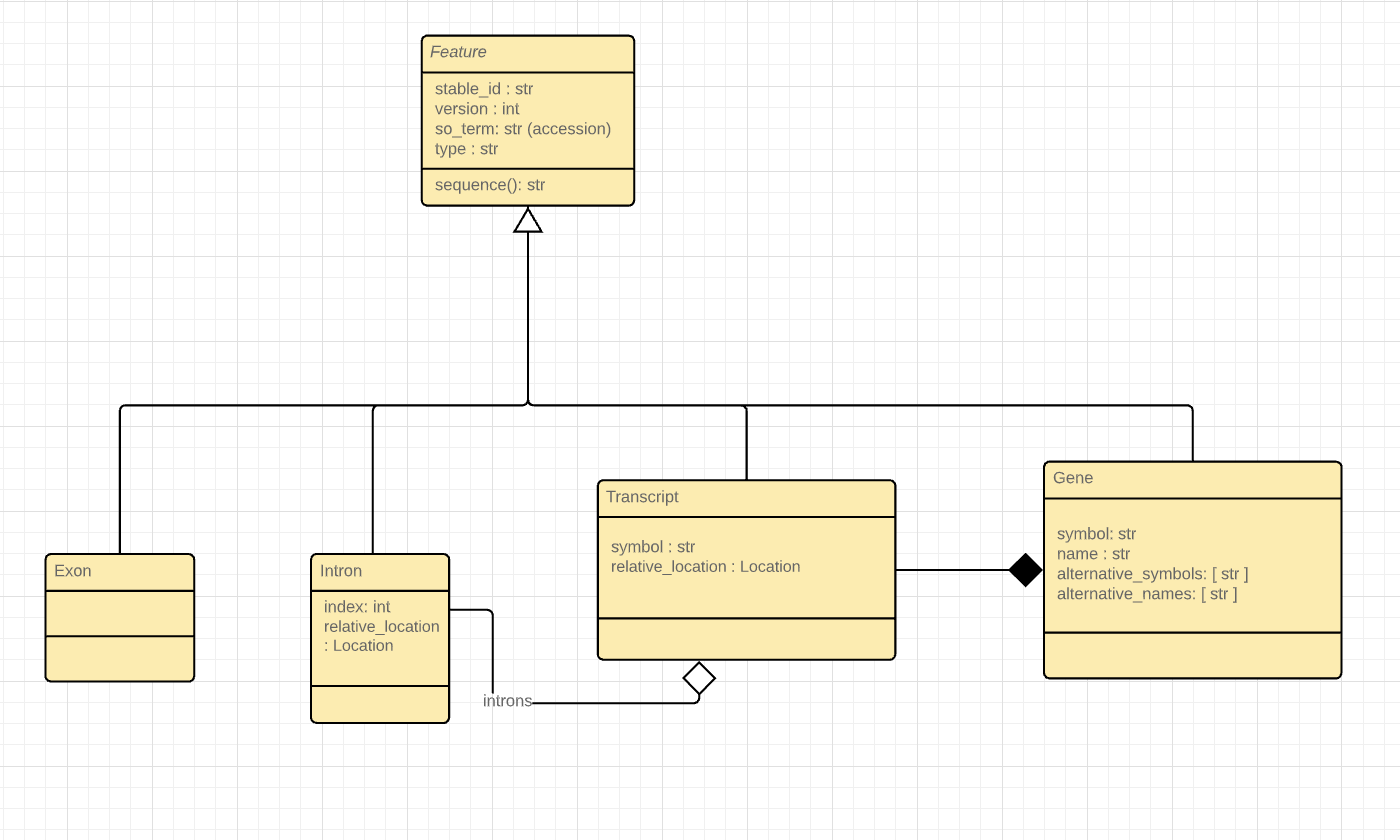 Feature
stable_id : str
version : int
so_term: str (accession)
type : str
sequence(): str
Exon
Intron
index: int
relative_location
: Location
introns
Transcript
symbol : str
relative_location : Location
Gene
symbol: str
name : str
alternative_symbols: [ str ]
alternative_names: [ str ]